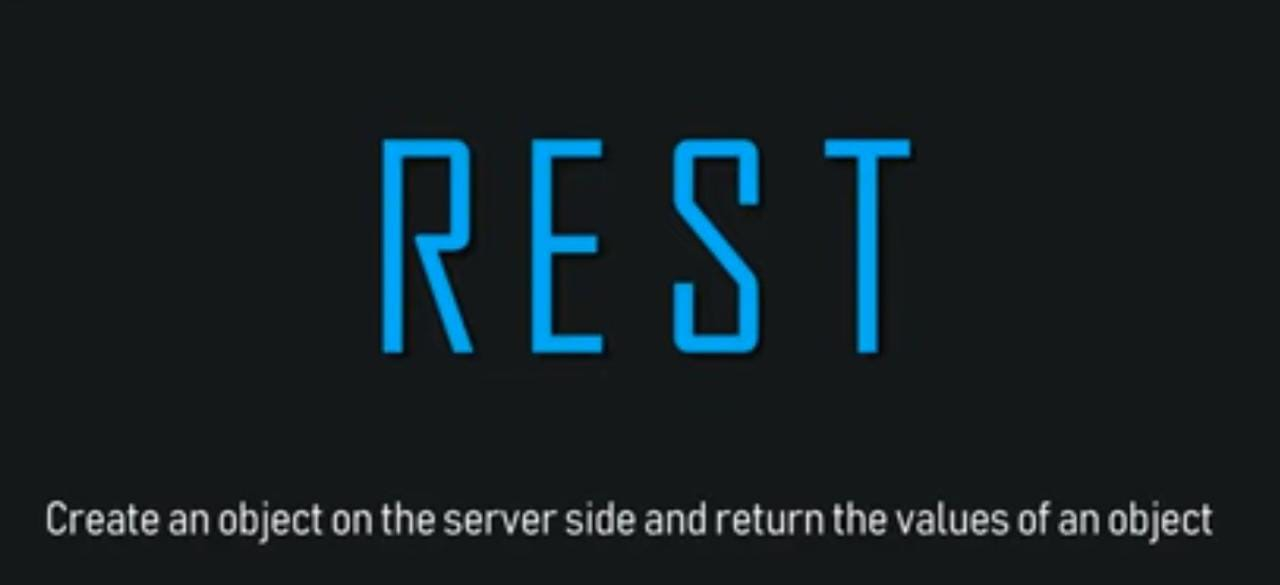 REST
Create an object on the server side and return the values of an object